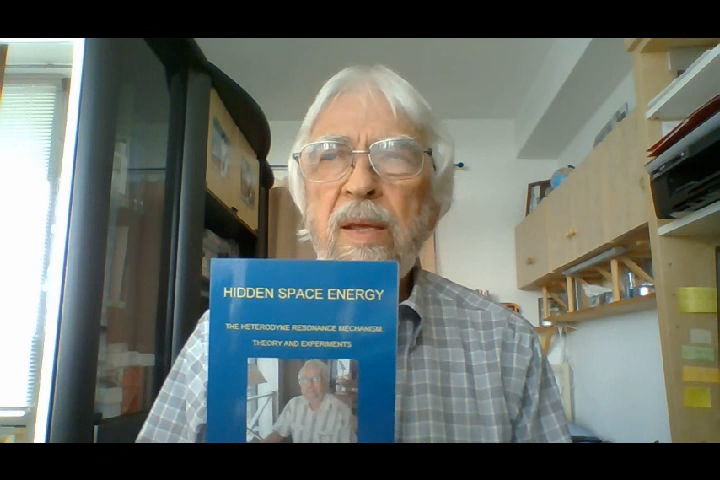 HIDDEN SPACE ENERGY
THE HETERODYNE RESONANCE MECHANISM
THEORY AND EXPERIMENTS